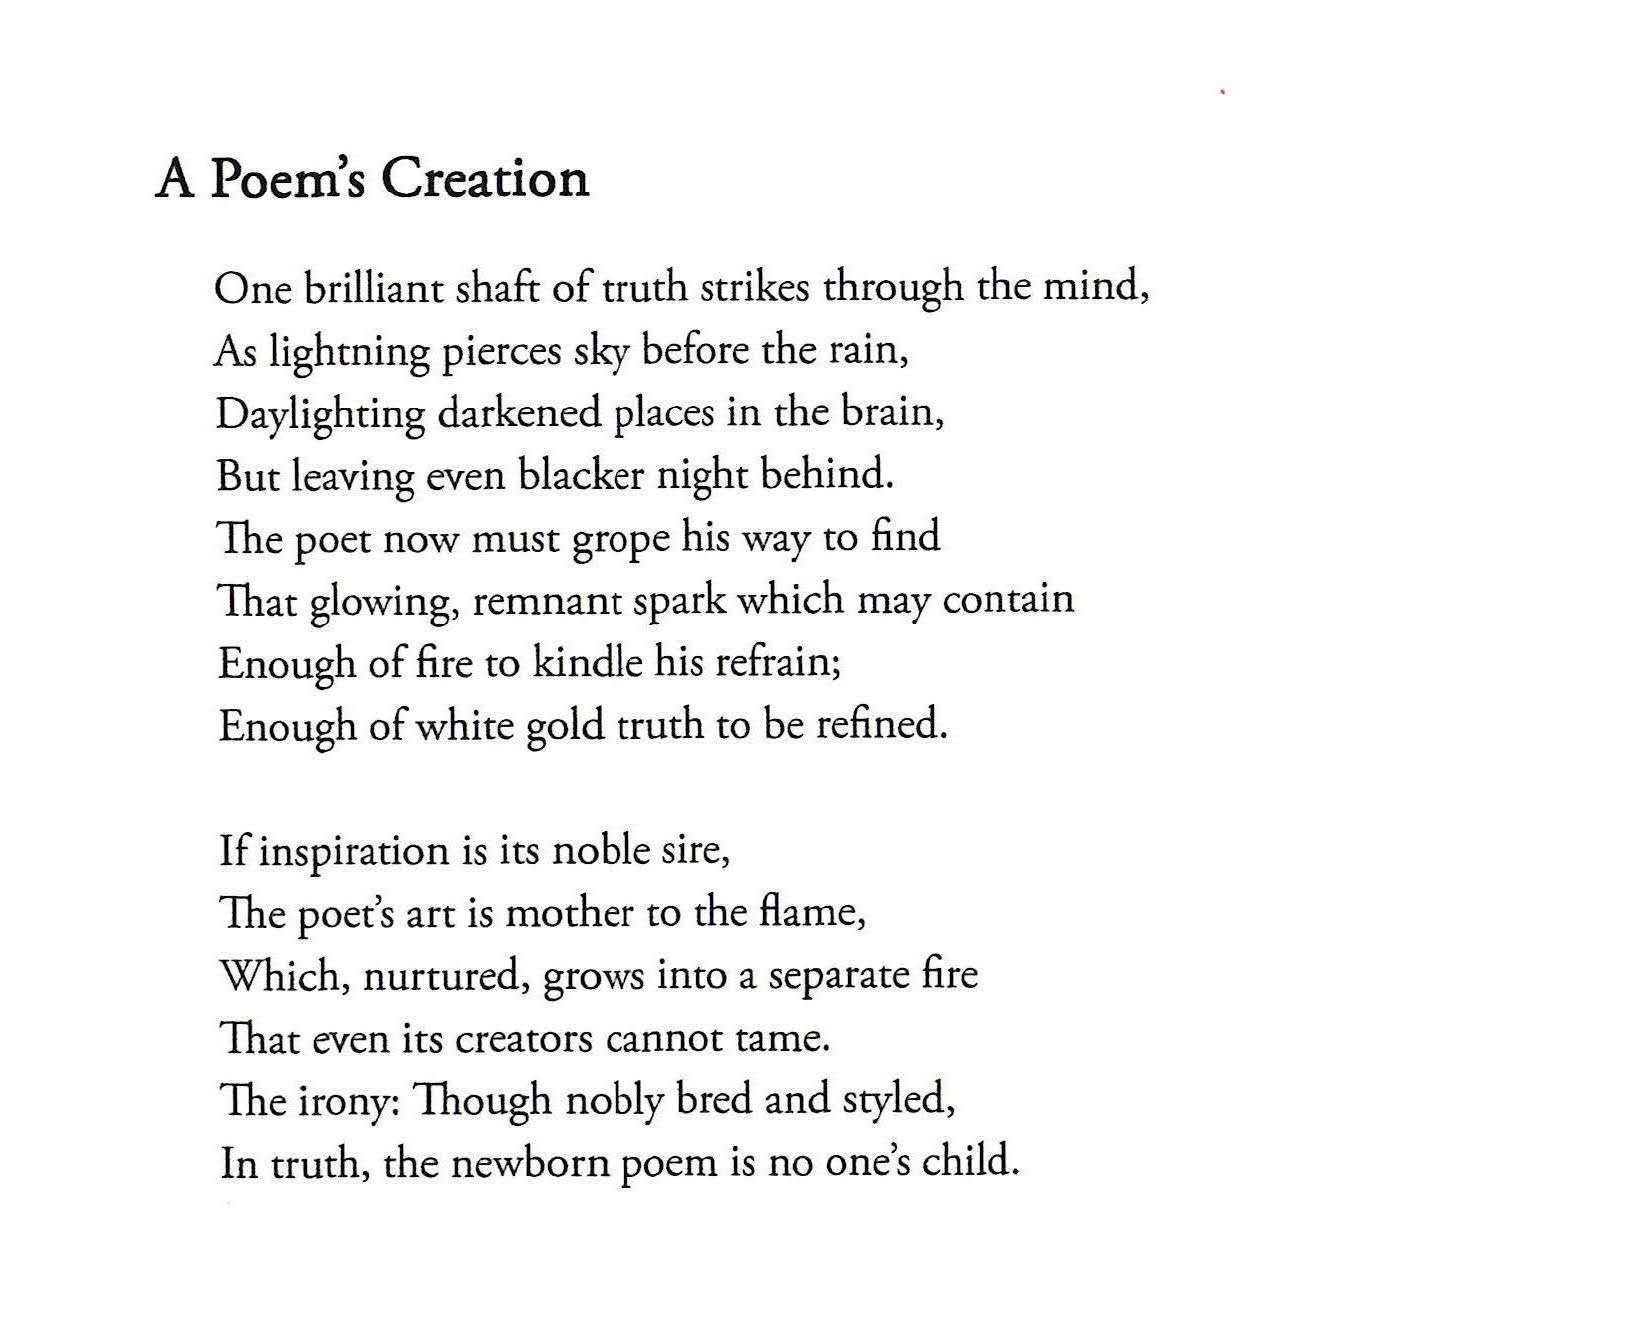 A Poem’s Creation
One brilliant shaft of truth strikes through the mind,
As lightning pierces sky before the rain,
Daylighting darkened places in the brain,
But leaving even blacker night behind.
The poet now must grope his way to find
That glowing, remnant spark which may contain
Enough of fire to kindle his refrain;
Enough of white gold truth to be refined.
If inspiration is its noble sire,
The poet’s art is mother to the flame,
Which, nurtured, grows into a separate fire
That even its creators cannot tame.
The irony: Though nobly bred and styled,
In truth, the newborn poem is no one’s child.